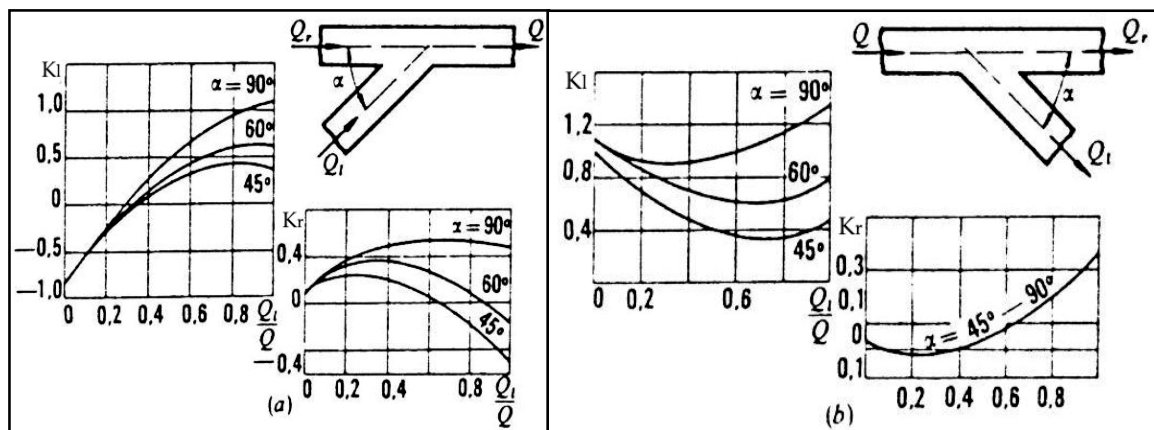 Qr Q
α
Ql
Kl
1.0
0.5
0
—0.5
—1.0
α = 90°
60°
45°
0 0,2 0,4 0,6 0,8 Ql/Q
Kr
0,4
0
—0,4
α = 90°
60°
45°
0 0,2 0,4 0,6 0,8 Ql/Q
(a)
Q Qr
α
Ql
Kl
1,2
0,8
0,4
α = 90°
60°
45°
0 0,2 0,6 Ql/Q
Kr
0,3
0,1
0
0,1
α = 45° — 90°
0,2 0,4 0,6 0,8
(b)